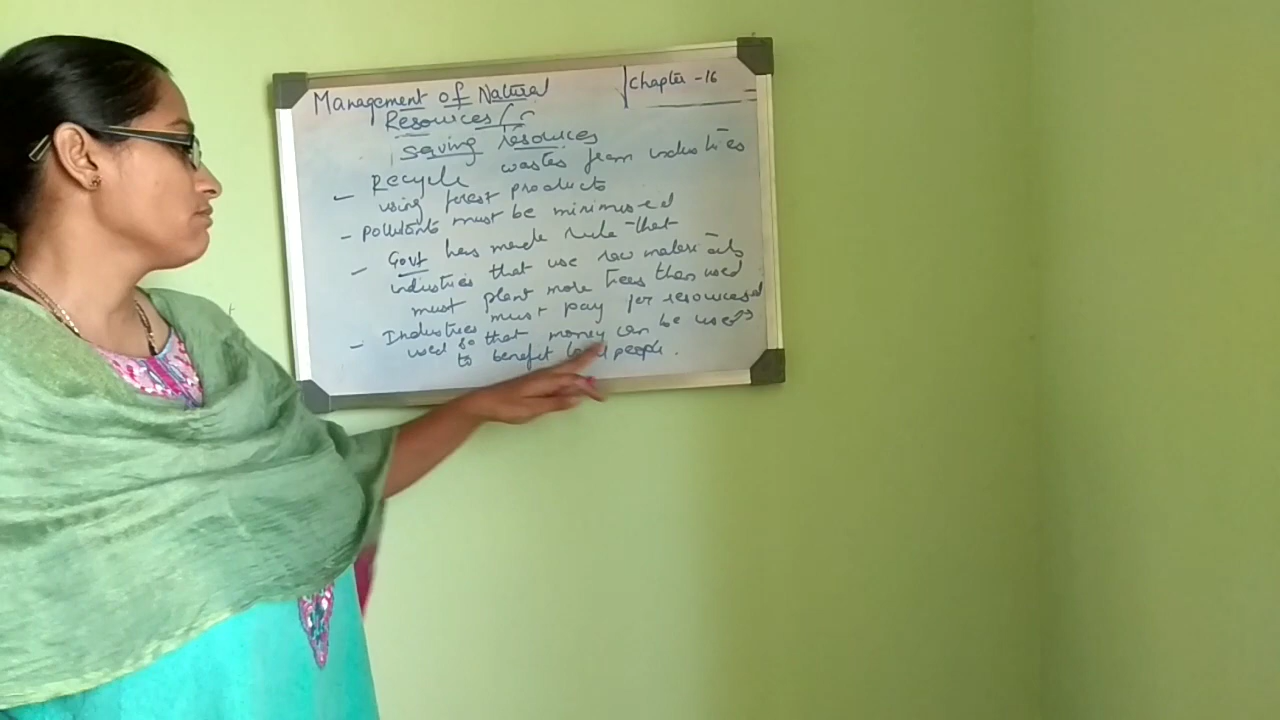 Management of Natural
Chapter - 16
Resources/
saving resources
- Recycle wastes from industries
using forest products
- Pollutants must be minimised
- Govt has made rule that
industries that use raw materials
must plant more trees than used
- Industries must pay for resources
used so that money can be used
to benefit local people.